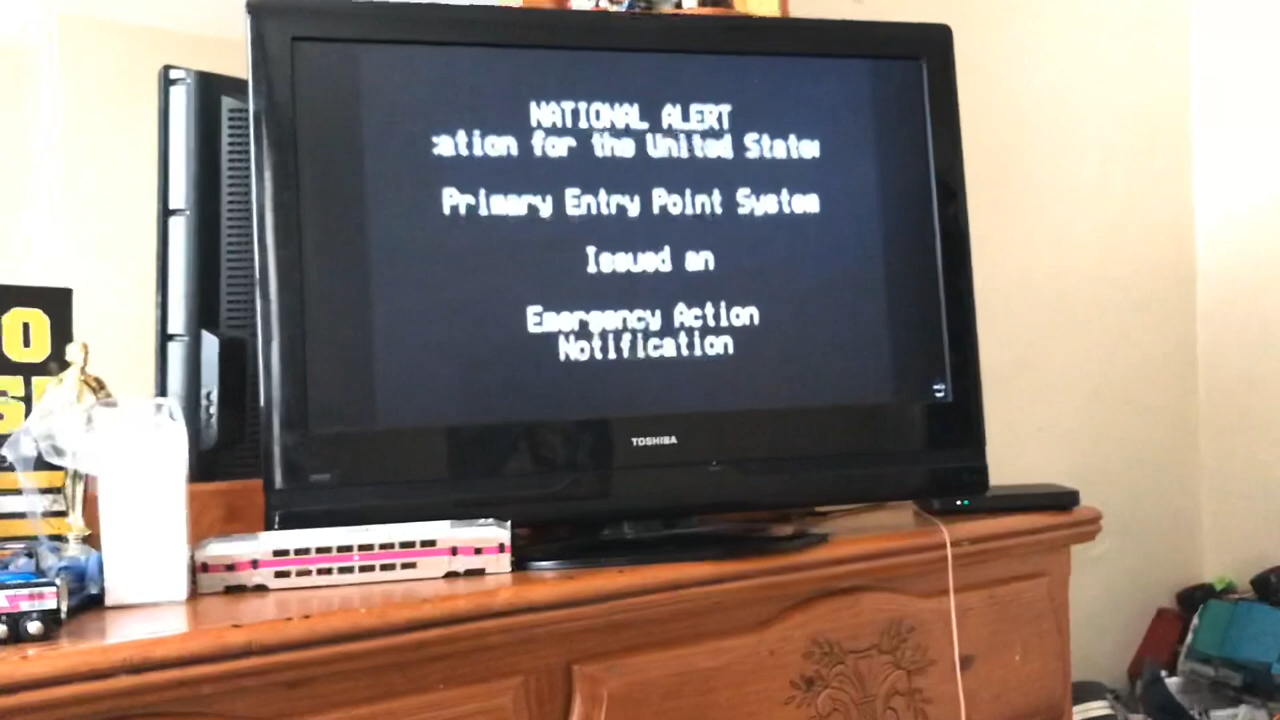 NATIONAL ALERT
ation for the United State
Primary Entry Point System
Issued an
Emergency Action
Notification
TOSHIBA
O